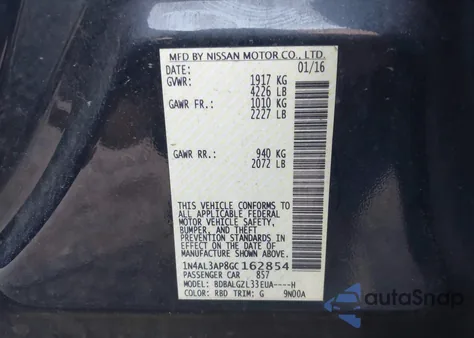 MFD BY NISSAN MOTOR CO., LTD.
DATE: 01/16
GVWR: 1917 KG
4226 LB
GAWR FR: 1010 KG
2227 LB
GAWR RR: 940 KG
2072 LB
THIS VEHICLE CONFORMS TO
ALL APPLICABLE FEDERAL
MOTOR VEHICLE SAFETY,
BUMPER, AND THEFT
PREVENTION STANDARDS IN
EFFECT ON THE DATE OF
MANUFACTURE SHOWN ABOVE.
1N4AL3AP8GC162854
PASSENGER CAR 857
MODEL: BDBALGZL33EUA----H
COLOR: RBD TRIM: G 9N00A
autoSnap